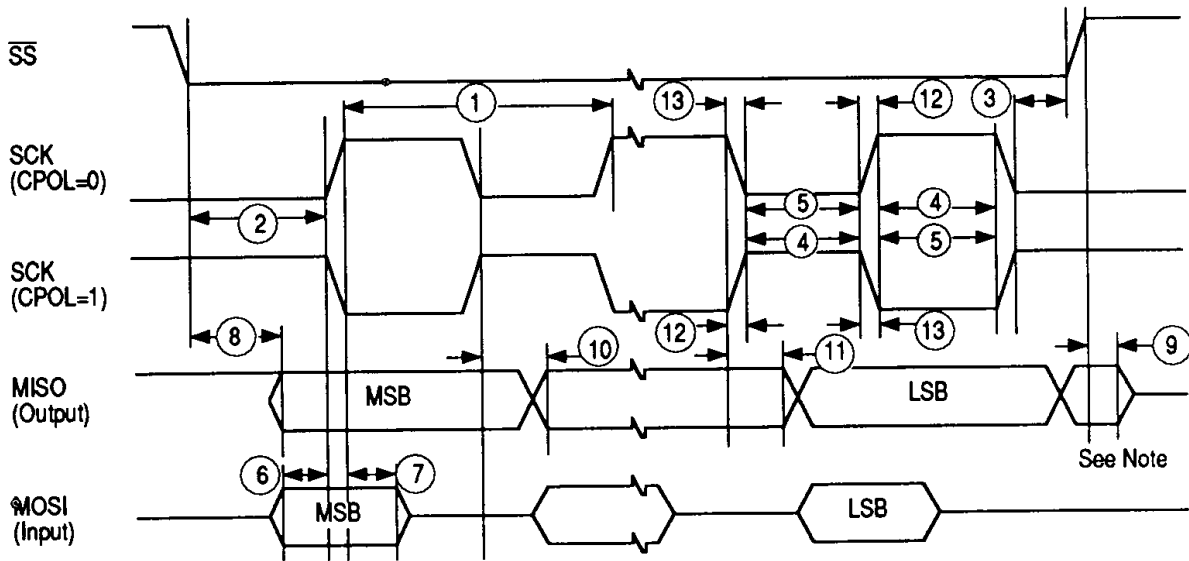 SS
1
13
12
3
SCK
(CPOL=0)
2
5
4
4
5
SCK
(CPOL=1)
8
12
13
10
11
9
MISO
(Output)
MSB
LSB
See Note
6
7
MOSI
(Input)
MSB
LSB